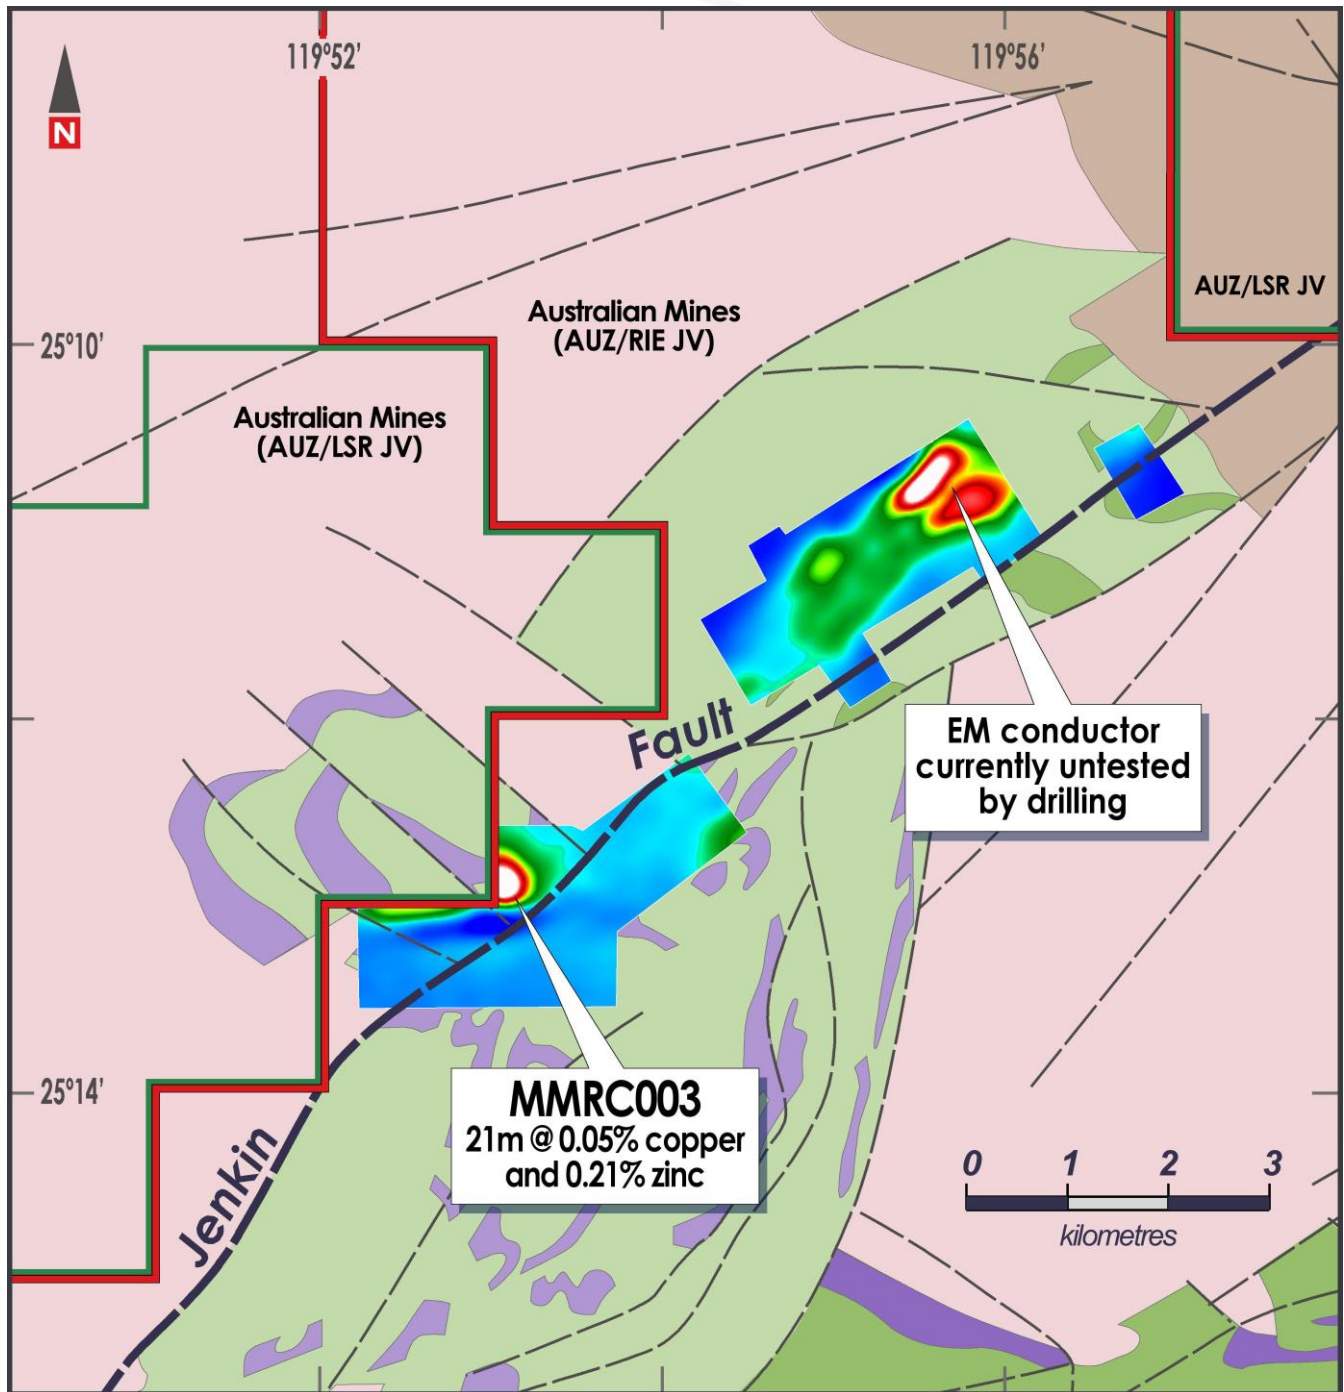 119°52'
119°56'
N
AUZ/LSR JV
Australian Mines
(AUZ/RIE JV)
25°10'
Australian Mines
(AUZ/LSR JV)
Fault
EM conductor
currently untested
by drilling
25°14'
MMRC003
21m @ 0.05% copper
and 0.21% zinc
Jenkin
0 1 2 3
kilometres